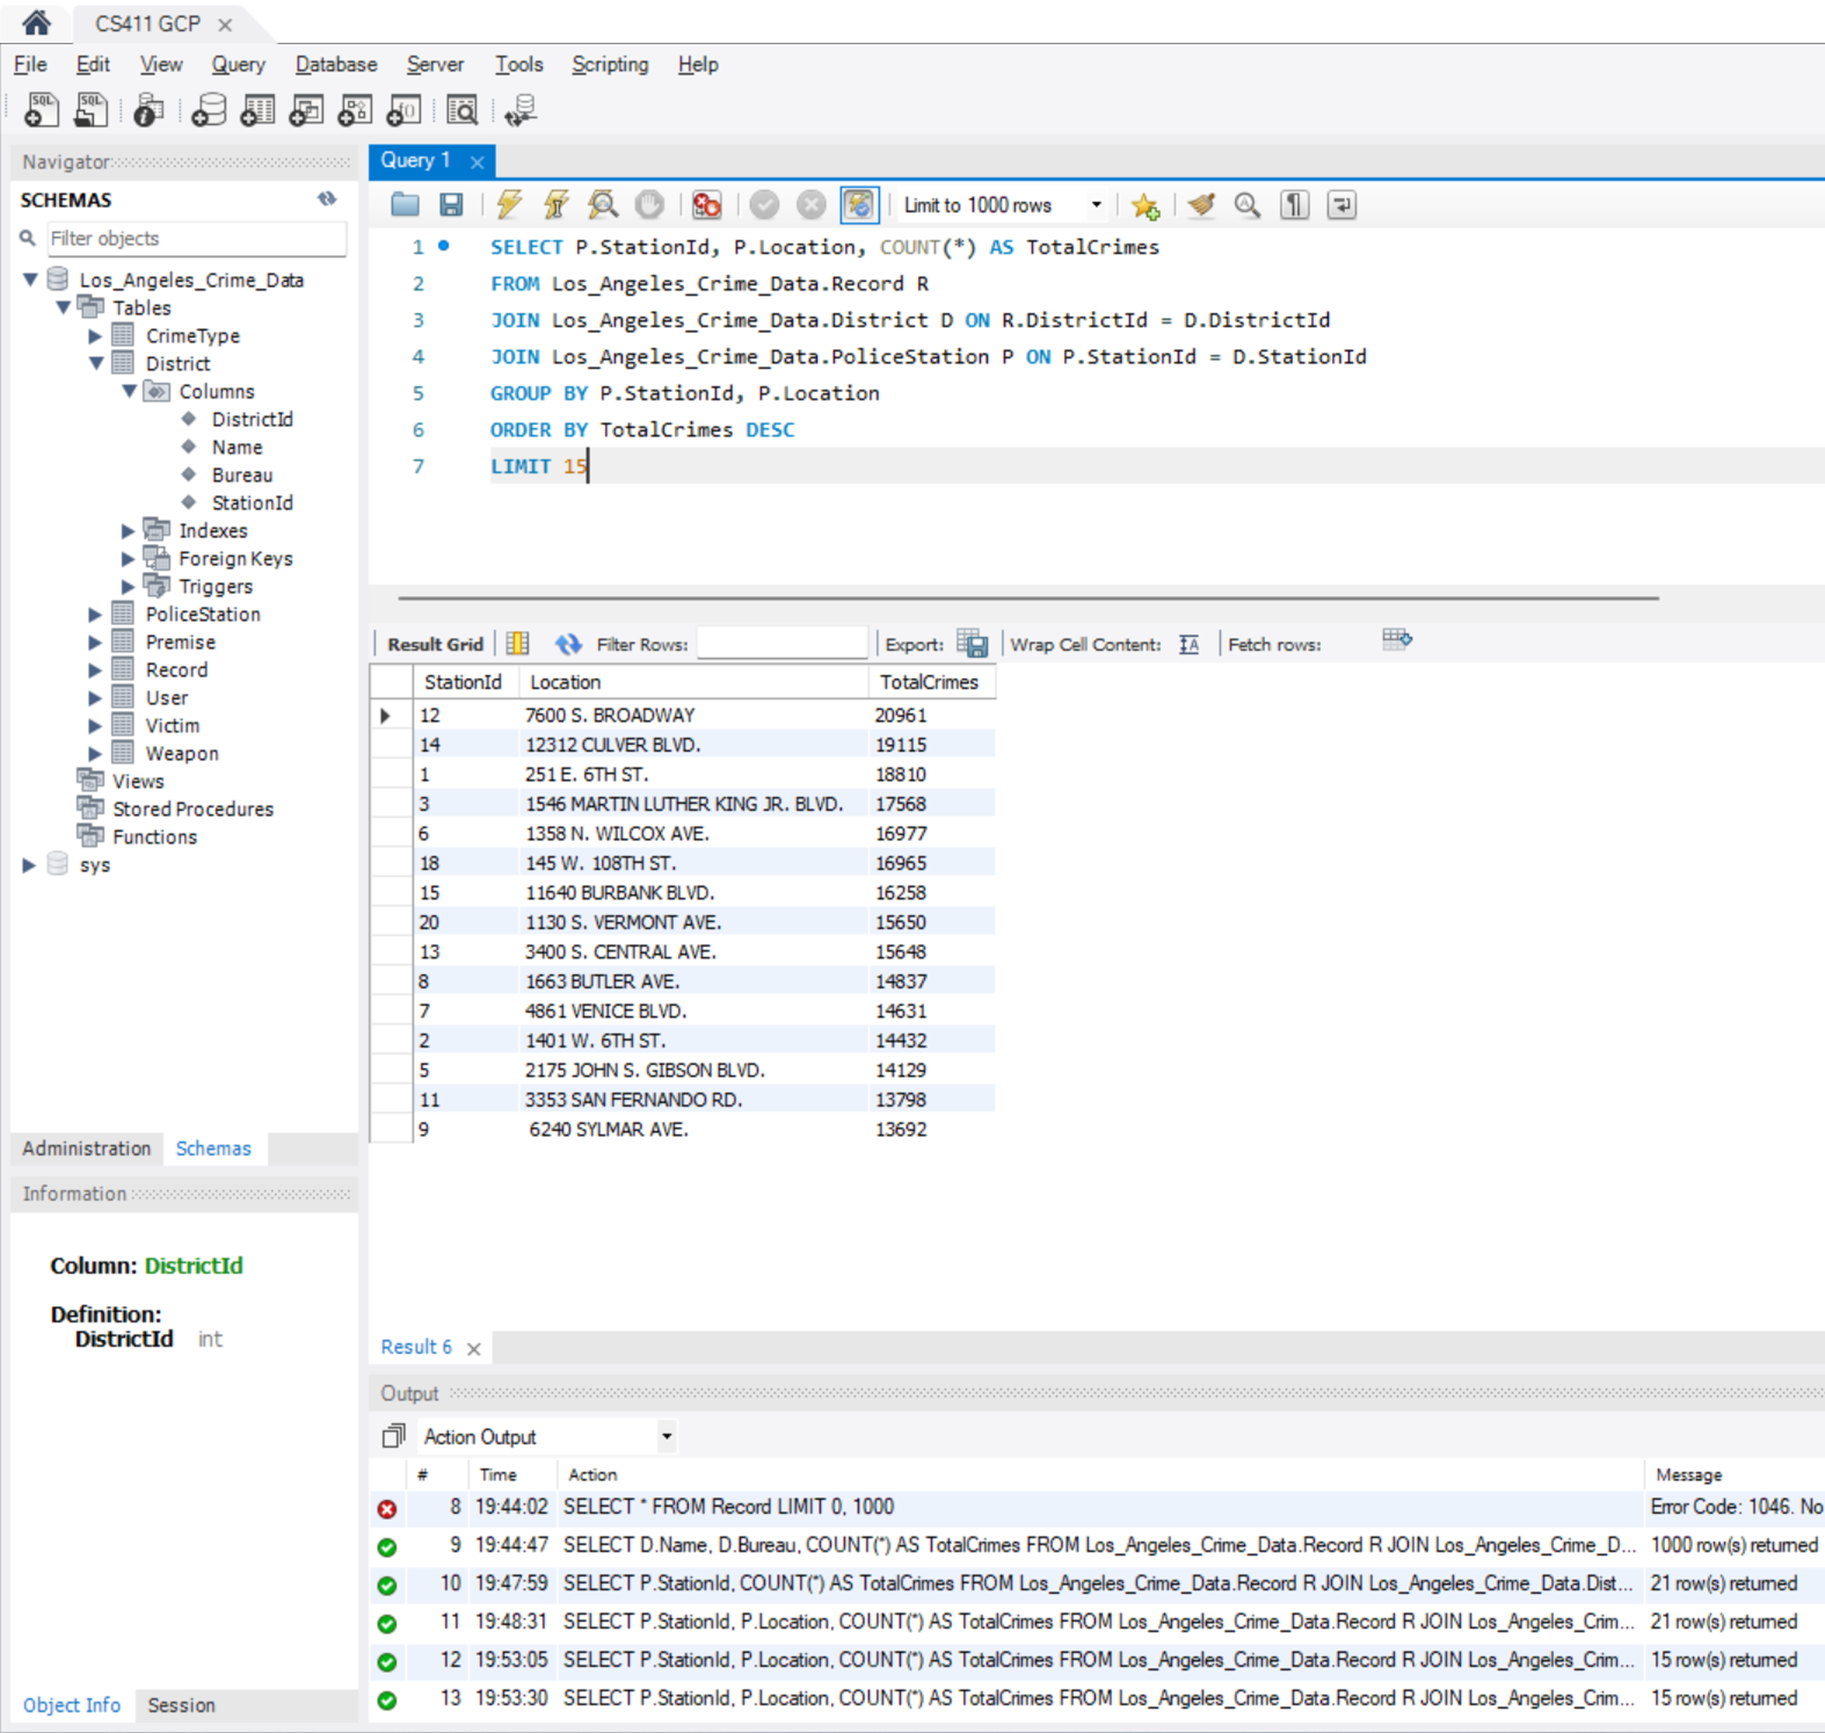 CS411 GCP
File Edit View Query Database Server Tools Scripting Help
Navigator
SCHEMAS
Filter objects
Los_Angeles_Crime_Data
Tables
CrimeType
District
Columns
DistrictId
Name
Bureau
StationId
Indexes
Foreign Keys
Triggers
PoliceStation
Premise
Record
User
Victim
Weapon
Views
Stored Procedures
Functions
sys
Administration Schemas
Information
Column: DistrictId
Definition:
DistrictId int
Object Info Session
Query 1
Limit to 1000 rows
1 SELECT P.StationId, P.Location, COUNT(*) AS TotalCrimes
2 FROM Los_Angeles_Crime_Data.Record R
3 JOIN Los_Angeles_Crime_Data.District D ON R.DistrictId = D.DistrictId
4 JOIN Los_Angeles_Crime_Data.PoliceStation P ON P.StationId = D.StationId
5 GROUP BY P.StationId, P.Location
6 ORDER BY TotalCrimes DESC
7 LIMIT 15
Result Grid Filter Rows: Export: Wrap Cell Content: Fetch rows:
StationId Location TotalCrimes
12 7600 S. BROADWAY 20961
14 12312 CULVER BLVD. 19115
1 251 E. 6TH ST. 18810
3 1546 MARTIN LUTHER KING JR. BLVD. 17568
6 1358 N. WILCOX AVE. 16977
18 145 W. 108TH ST. 16965
15 11640 BURBANK BLVD. 16258
20 1130 S. VERMONT AVE. 15650
13 3400 S. CENTRAL AVE. 15648
8 1663 BUTLER AVE. 14837
7 4861 VENICE BLVD. 14631
2 1401 W. 6TH ST. 14432
5 2175 JOHN S. GIBSON BLVD. 14129
11 3353 SAN FERNANDO RD. 13798
9 6240 SYLMAR AVE. 13692
Result 6
Output
Action Output
# Time Action Message
8 19:44:02 SELECT * FROM Record LIMIT 0, 1000 Error Code: 1046. No
9 19:44:47 SELECT D.Name, D.Bureau, COUNT(*) AS TotalCrimes FROM Los_Angeles_Crime_Data.Record R JOIN Los_Angeles_Crime_D... 1000 row(s) returned
10 19:47:59 SELECT P.StationId, COUNT(*) AS TotalCrimes FROM Los_Angeles_Crime_Data.Record R JOIN Los_Angeles_Crime_Data.Dist... 21 row(s) returned
11 19:48:31 SELECT P.StationId, P.Location, COUNT(*) AS TotalCrimes FROM Los_Angeles_Crime_Data.Record R JOIN Los_Angeles_Crim... 21 row(s) returned
12 19:53:05 SELECT P.StationId, P.Location, COUNT(*) AS TotalCrimes FROM Los_Angeles_Crime_Data.Record R JOIN Los_Angeles_Crim... 15 row(s) returned
13 19:53:30 SELECT P.StationId, P.Location, COUNT(*) AS TotalCrimes FROM Los_Angeles_Crime_Data.Record R JOIN Los_Angeles_Crim... 15 row(s) returned